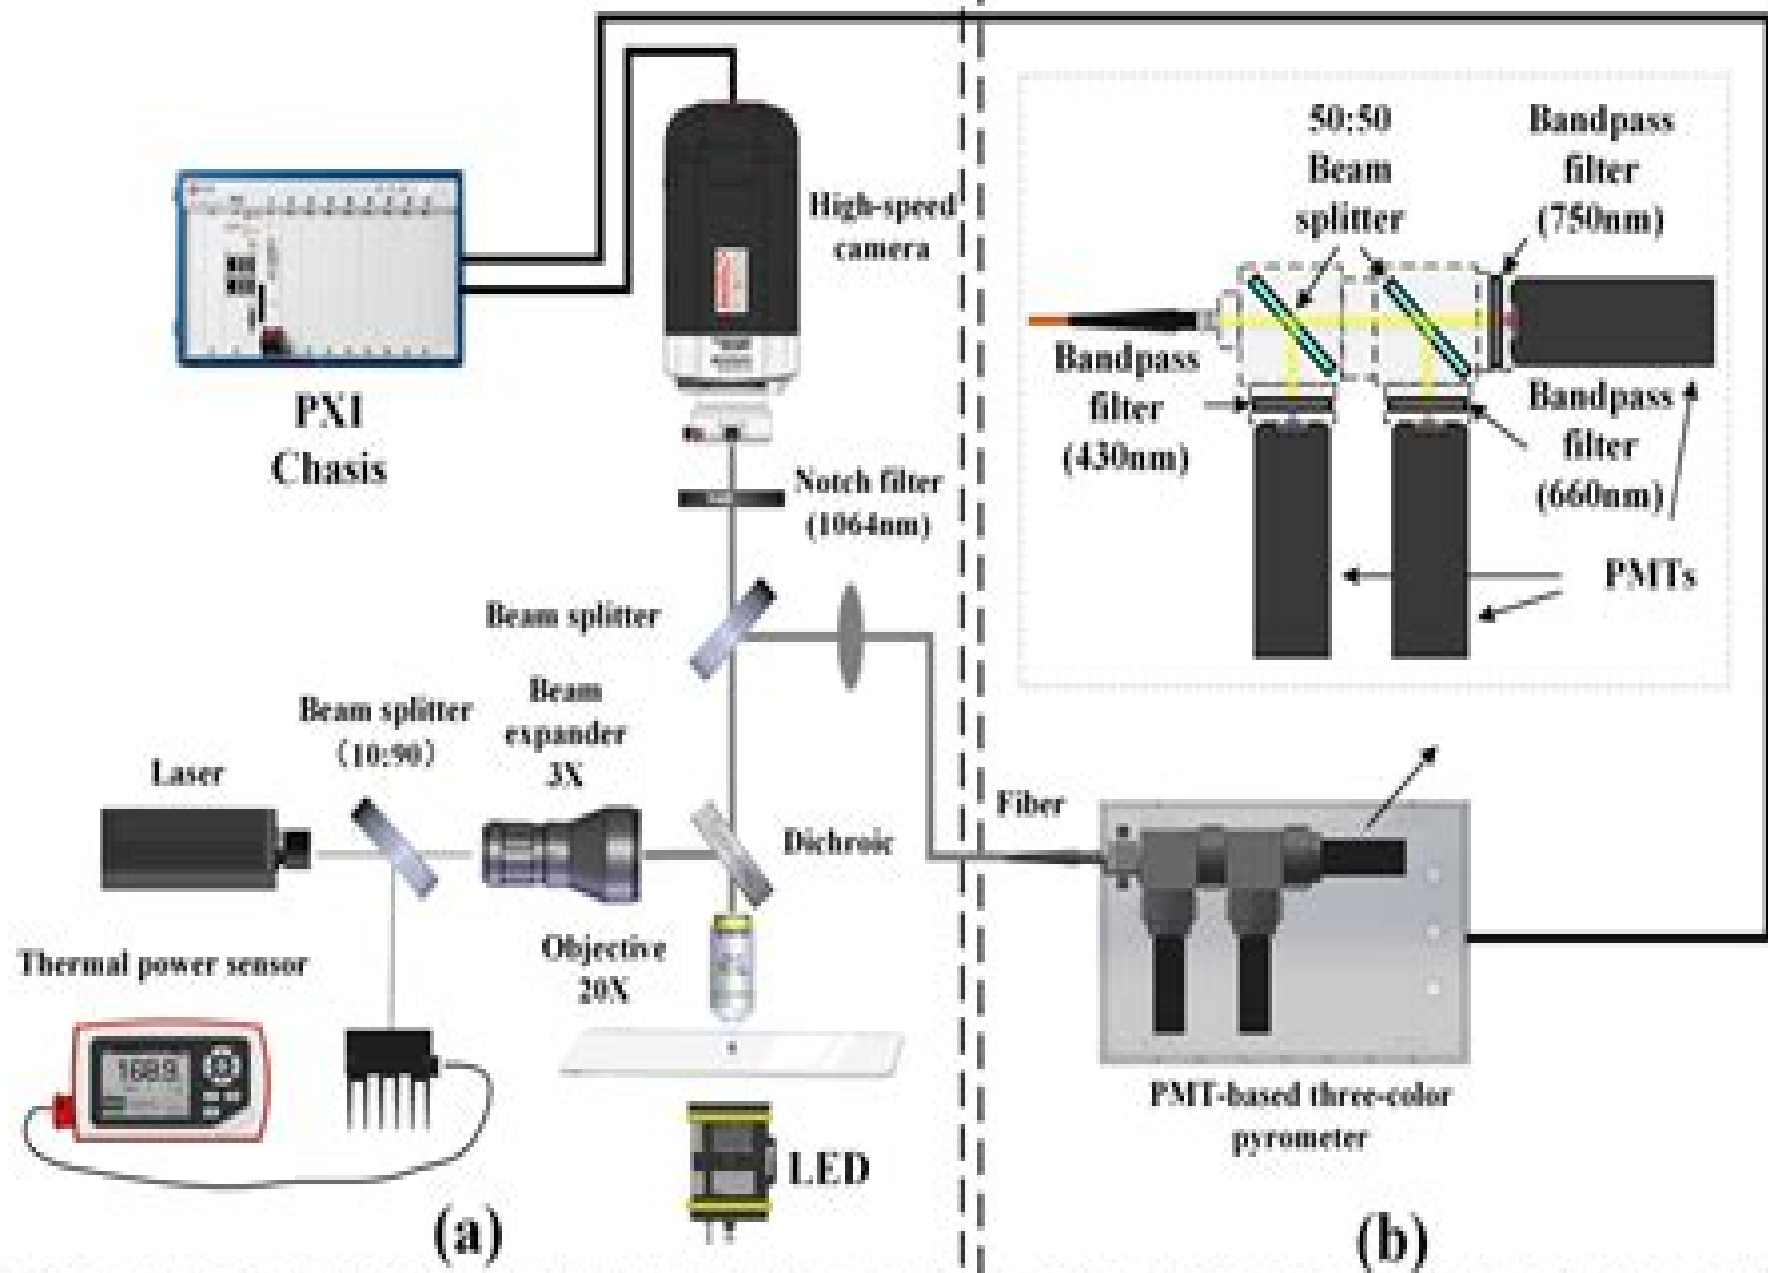 PXI
Chasis
High-speed
camera
Notch filter
(1064nm)
Beam splitter
Beam splitter
(10:90)
Beam
expander
3X
Laser
Dichroic
Thermal power sensor
Objective
20X
1683
LED
(a)
50:50
Beam
splitter
Bandpass
filter
(750nm)
Bandpass
filter
(430nm)
Bandpass
filter
(660nm)
PMTs
Fiber
PMT-based three-color
pyrometer
(b)